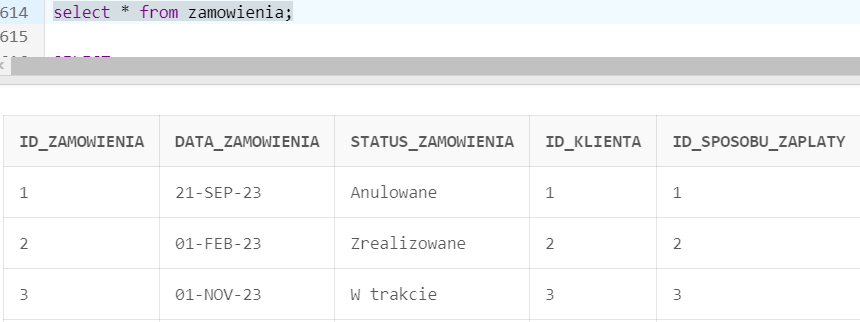 614 select * from zamowienia;
615
ID_ZAMOWIENIA DATA_ZAMOWIENIA STATUS_ZAMOWIENIA ID_KLIENTA ID_SPOSOBU_ZAPLATY
1 21-SEP-23 Anulowane 1 1
2 01-FEB-23 Zrealizowane 2 2
3 01-NOV-23 W trakcie 3 3